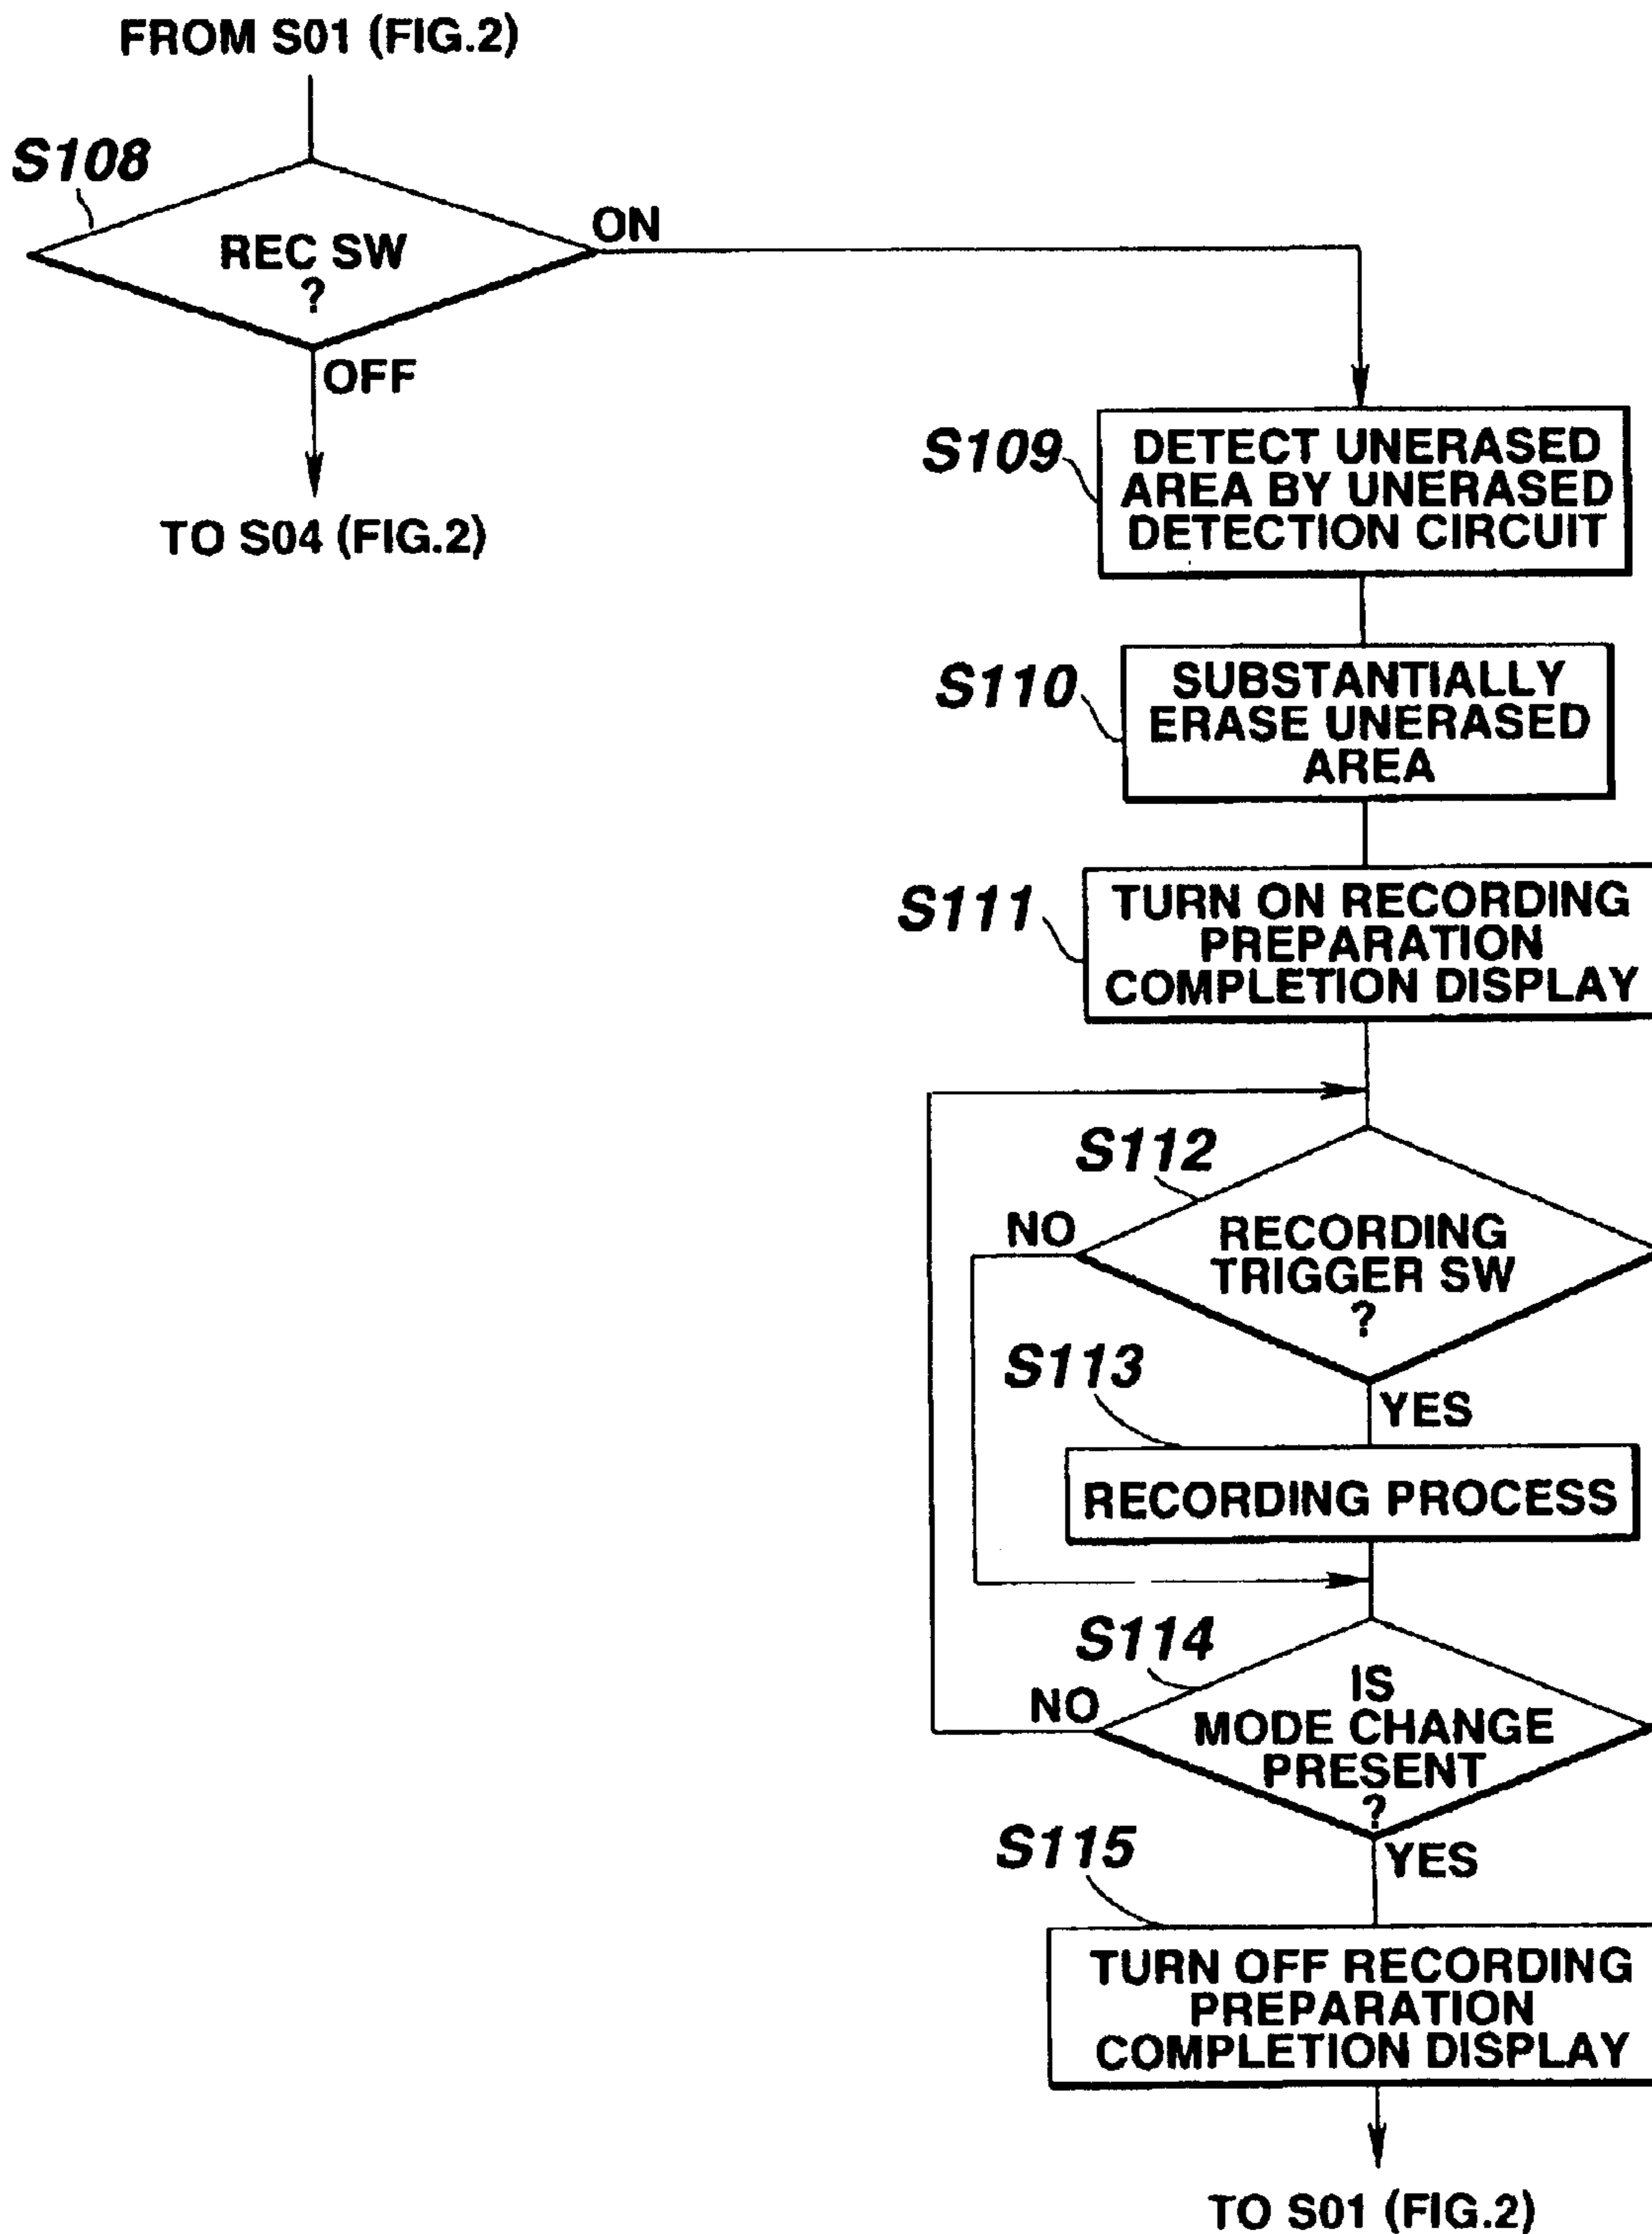 FROM S01 (FIG.2)
S108
REC SW
?
ON
OFF
TO S04 (FIG.2)
S109
DETECT UNERASED
AREA BY UNERASED
DETECTION CIRCUIT
S110
SUBSTANTIALLY
ERASE UNERASED
AREA
S111
TURN ON RECORDING
PREPARATION
COMPLETION DISPLAY
S112
NO
RECORDING
TRIGGER SW
?
YES
S113
RECORDING PROCESS
S114
NO
IS
MODE CHANGE
PRESENT
?
YES
S115
TURN OFF RECORDING
PREPARATION
COMPLETION DISPLAY
TO S01 (FIG.2)